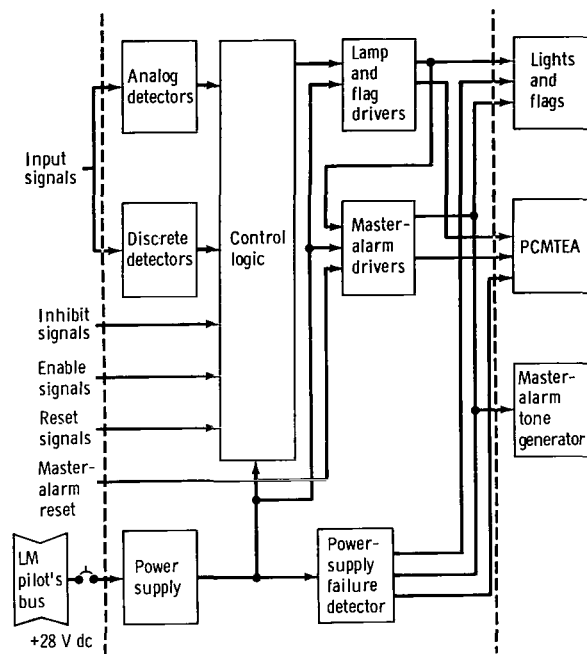 Analog
detectors
Lamp
and
flag
drivers
Lights
and
flags
Input
signals
Discrete
detectors
Control
logic
Master-
alarm
drivers
PCMTEA
Inhibit
signals
Enable
signals
Reset
signals
Master-
alarm
reset
Master-
alarm
tone
generator
LM
pilot's
bus
+28 V dc
Power
supply
Power-
supply
failure
detector